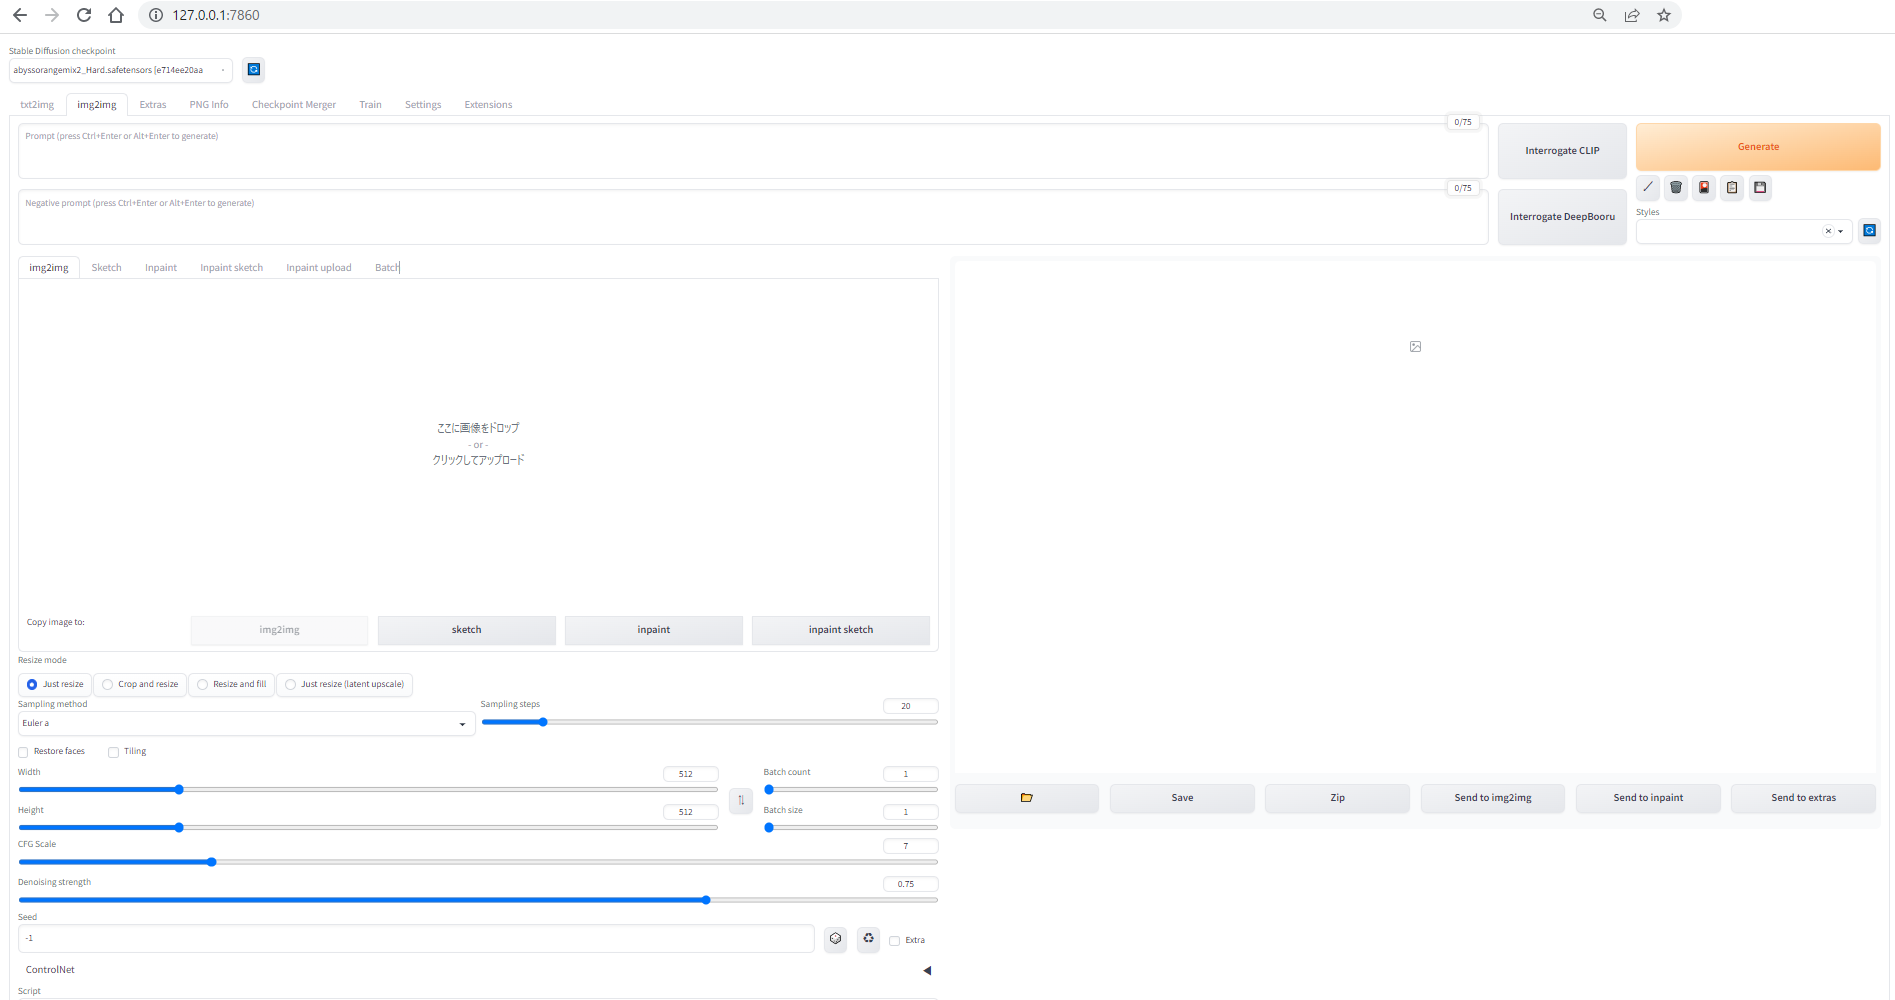 127.0.0.1:7860
Stable Diffusion checkpoint
abyssorangemix2_Hard.safetensors [e714ee20aa
txt2img img2img Extras PNG Info Checkpoint Merger Train Settings Extensions
0/75
Prompt (press Ctrl+Enter or Alt+Enter to generate)
Interrogate CLIP
Generate
0/75
Negative prompt (press Ctrl+Enter or Alt+Enter to generate)
Interrogate DeepBooru
Styles
img2img Sketch Inpaint Inpaint sketch Inpaint upload Batch
ここに画像をドロップ
- or -
クリックしてアップロード
Copy image to:
img2img sketch inpaint inpaint sketch
Resize mode
Just resize Crop and resize Resize and fill Just resize (latent upscale)
Sampling method
Euler a
Sampling steps
20
Restore faces Tiling
Width
512
Batch count
1
Height
512
Batch size
1
CFG Scale
7
Denoising strength
0.75
Seed
-1
Extra
ControlNet
Script
Save Zip Send to img2img Send to inpaint Send to extras